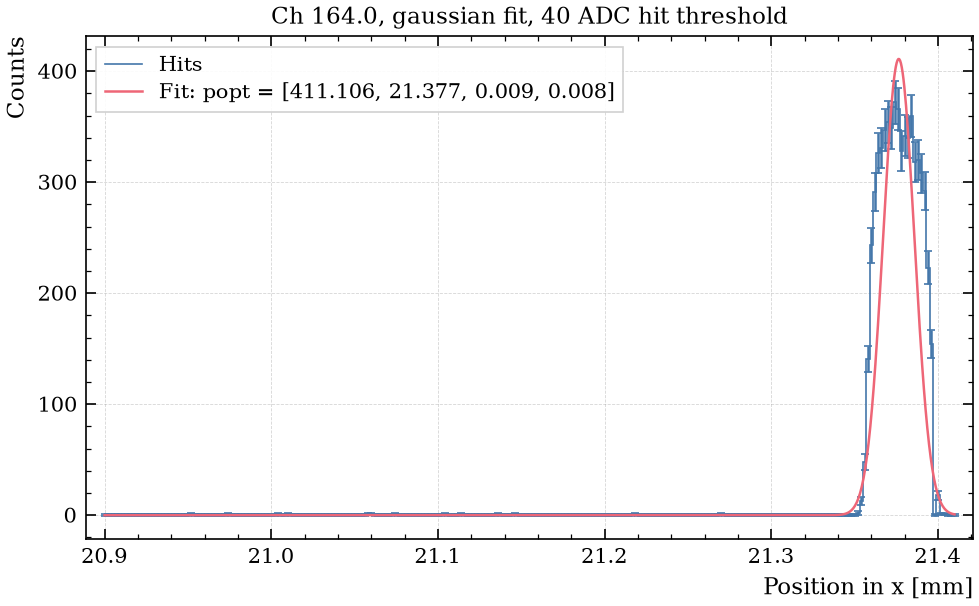 Ch 164.0, gaussian fit, 40 ADC hit threshold
Counts
Hits
Fit: popt = [411.106, 21.377, 0.009, 0.008]
400
300
200
100
0
20.9 21.0 21.1 21.2 21.3 21.4
Position in x [mm]